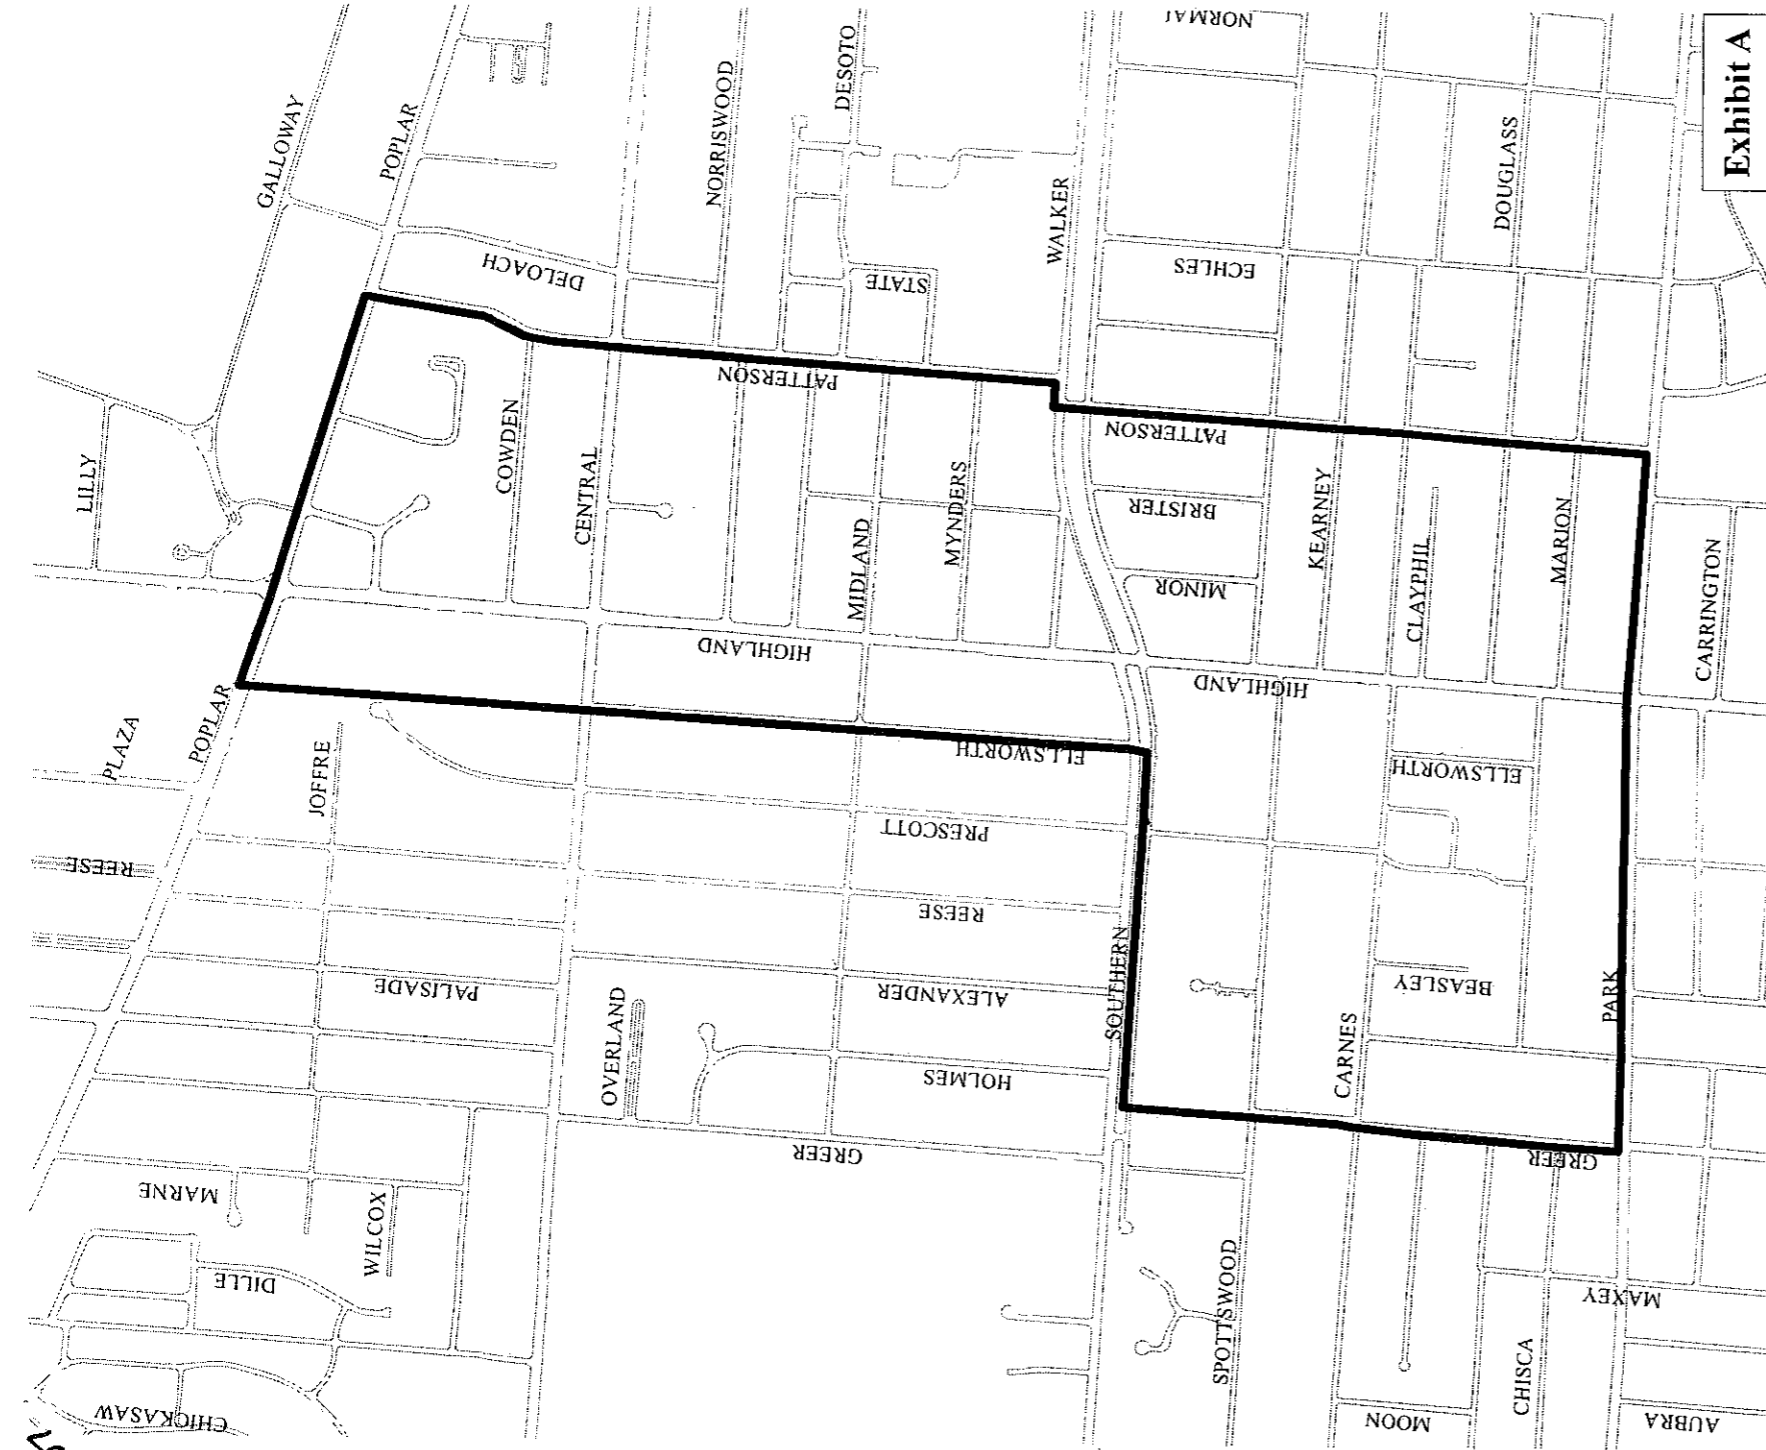 NORMAL
Exhibit A
GALLOWAY
POPLAR
NORRISWOOD
DESOTO
WALKER
DOUGLASS
DELOACH
STATE
ECHLES
LILLY
COWDEN
CENTRAL
PATTERSON
PATTERSON
MIDLAND
MYNDERS
BRISTER
MINOR
KEARNEY
CLAYPHIL
MARION
CARRINGTON
HIGHLAND
HIGHLAND
PLAZA
POPLAR
JOFFRE
ELLSWORTH
ELLSWORTH
REESE
PRESCOTT
REESE
PALISADE
ALEXANDER
SOUTHERN
BEASLEY
PARK
OVERLAND
HOLMES
CARNES
GREER
GREER
MARNE
WILCOX
DILLE
SPOTTSWOOD
MAXEY
CHICKASAW
MOON
CHISCA
AUBRA